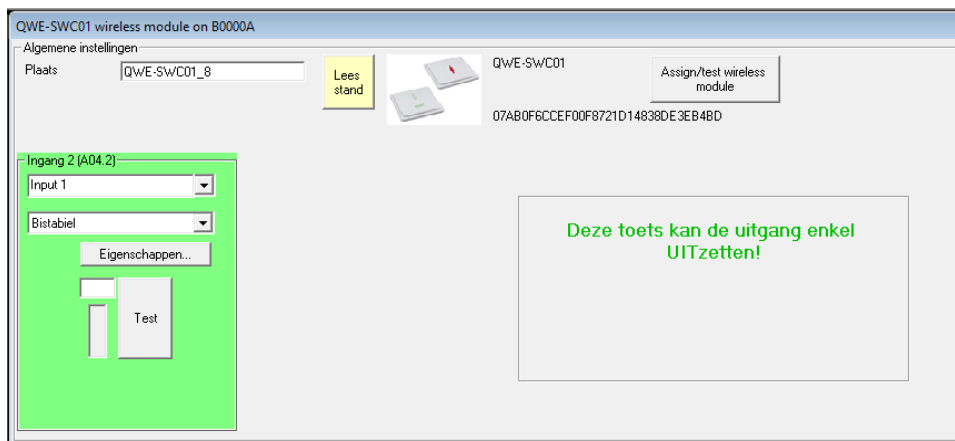 QWE-SWC01 wireless module on B0000A
Algemene instellingen
Plaats
QWE-SWC01_8
Lees
stand
QWE-SWC01
Assign/test wireless
module
07AB0F6CCEF00F8721D14838DE3EB4BD
Ingang 2 (A04.2)
Input 1
Bistabiel
Eigenschappen...
Test
Deze toets kan de uitgang enkel
UITzetten!